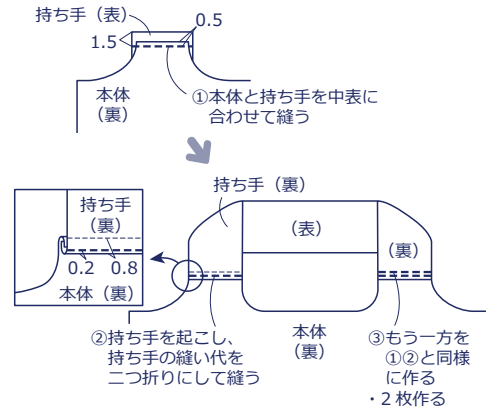 持ち手（表）
0.5
1.5
本体
（裏）
①本体と持ち手を中表に
合わせて縫う
持ち手
（裏）
0.2
0.8
本体（裏）
持ち手（裏）
（表）
（裏）
②持ち手を起こし、
持ち手の縫い代を
二つ折りにして縫う
本体
（裏）
③もう一方を
①②と同様
に作る
・2枚作る